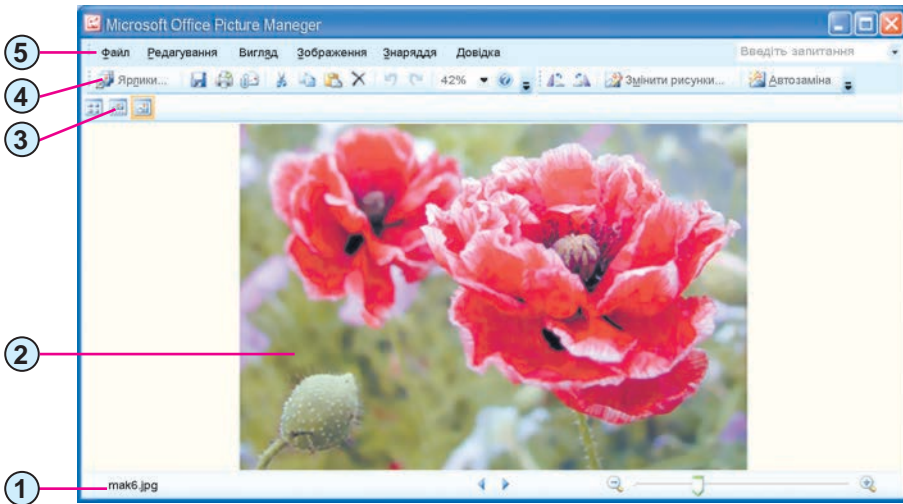 Microsoft Office Picture Maneger
5 Файл Редагування Вигляд Зображення Знаряддя Довідка Введіть запитання
4 Ярлики... 42% Змінити рисунки... Автозаміна
3
2
1 mak6.jpg